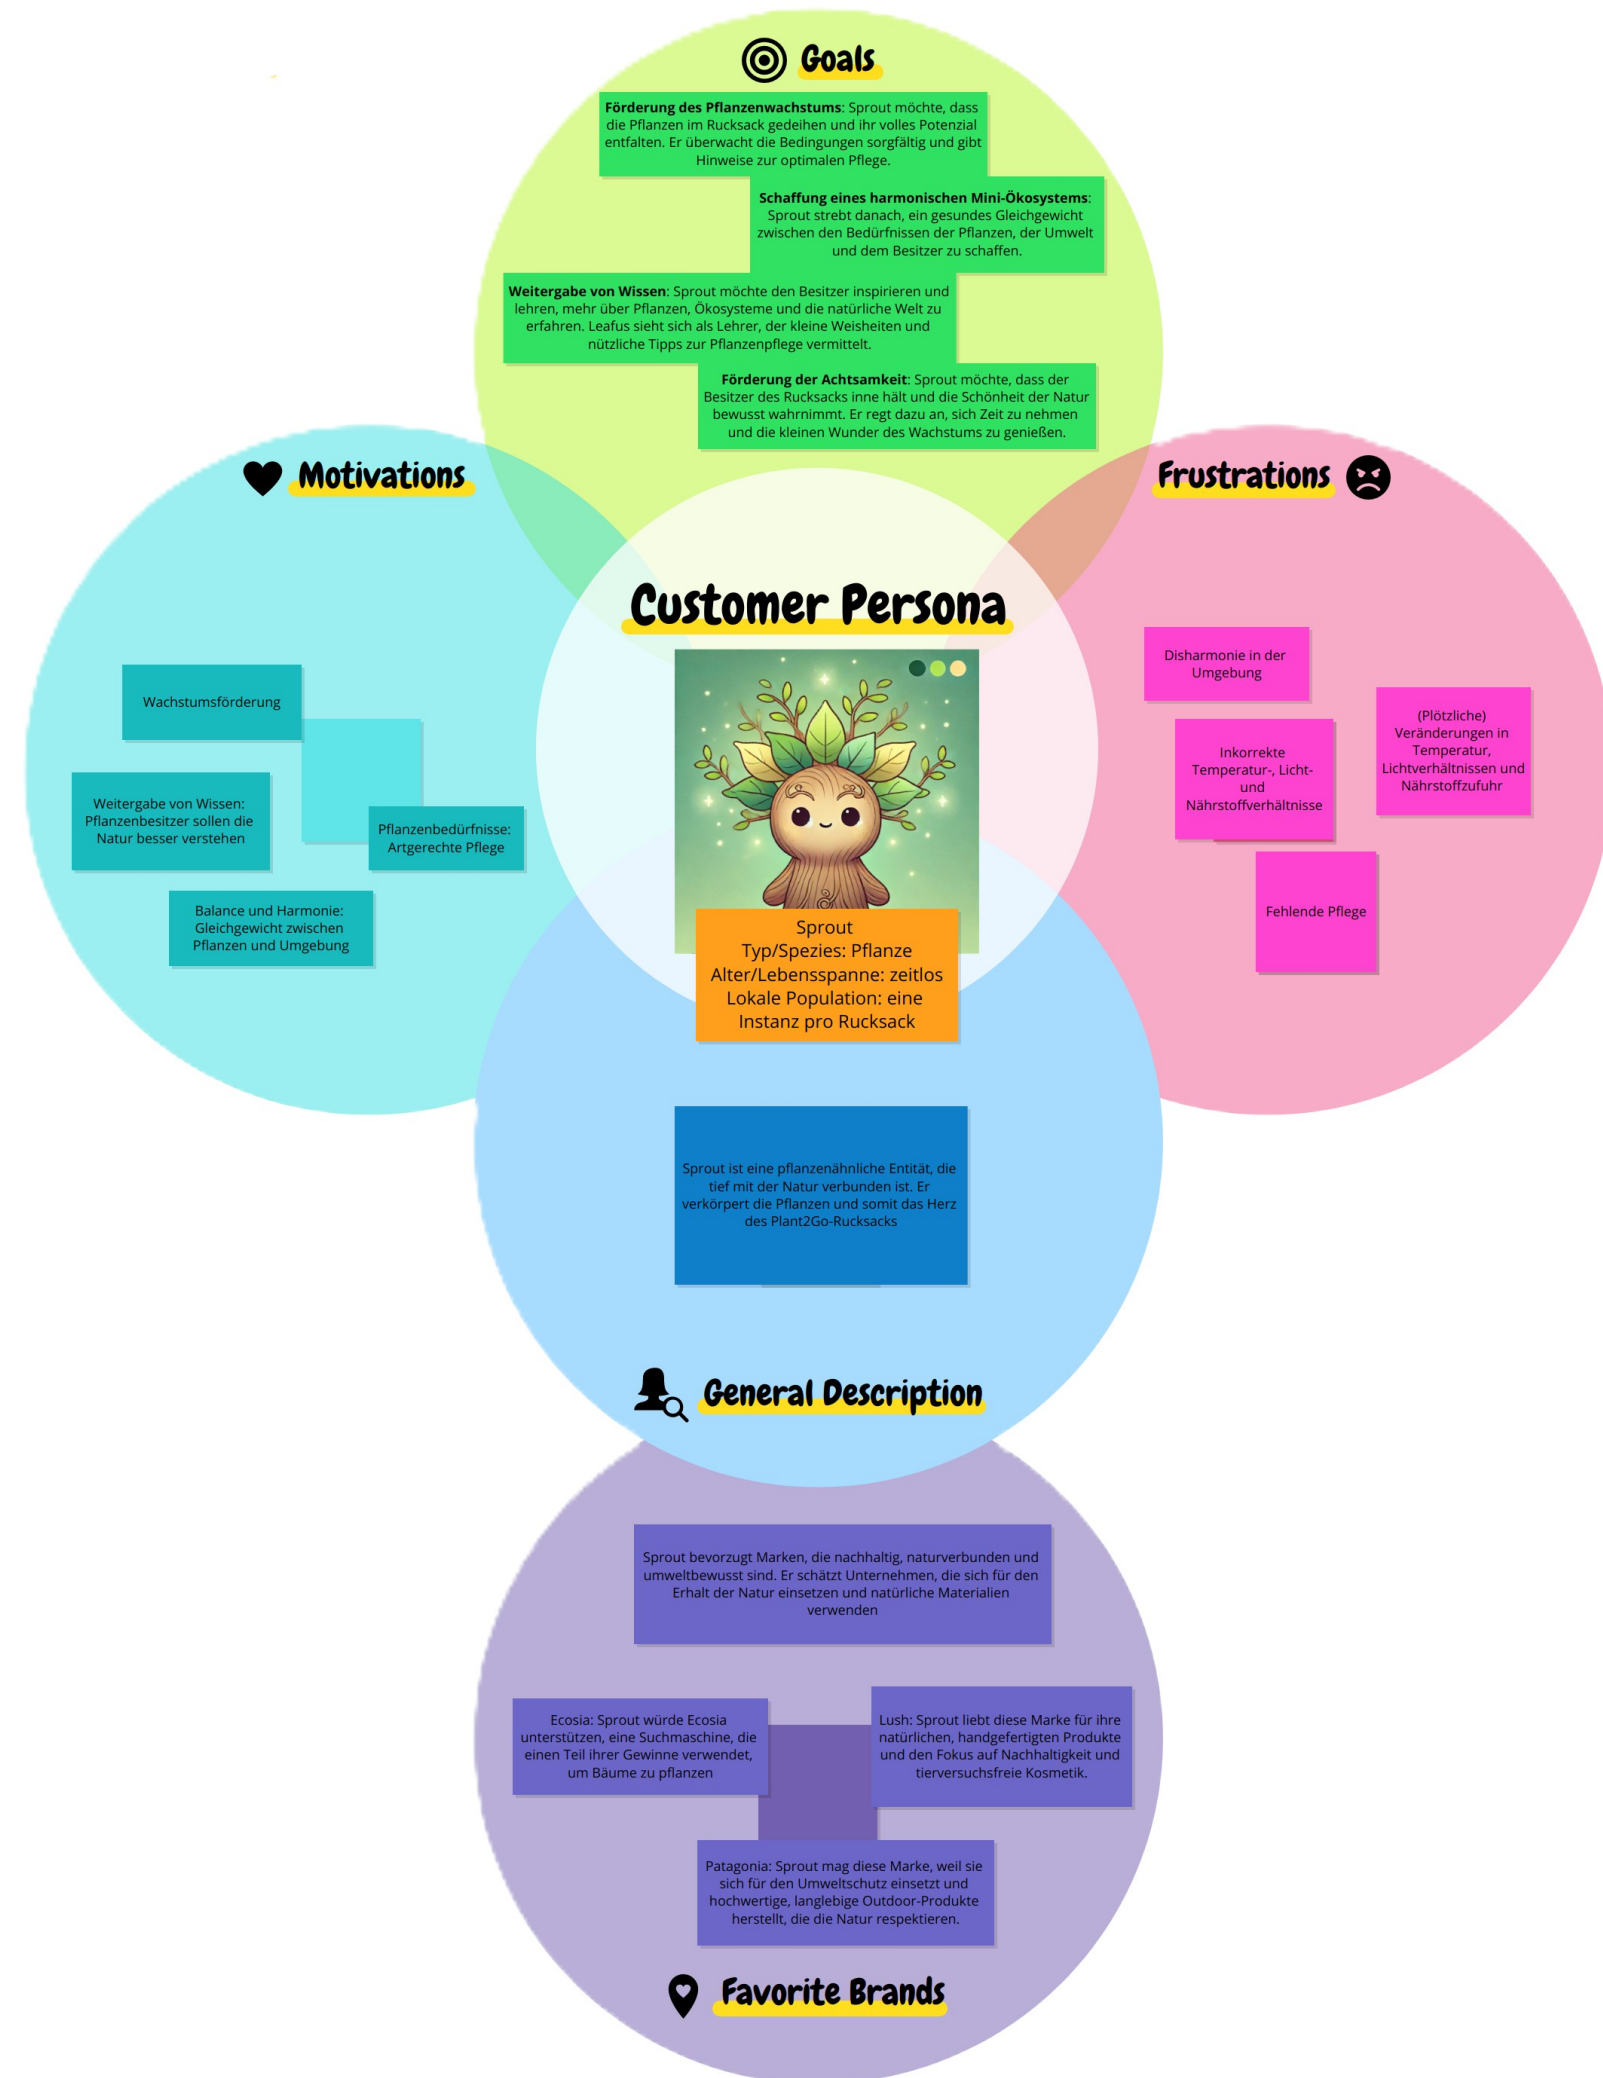 Goals
Förderung des Pflanzenwachstums: Sprout möchte, dass
die Pflanzen im Rucksack gedeihen und ihr volles Potenzial
entfalten. Er überwacht die Bedingungen sorgfältig und gibt
Hinweise zur optimalen Pflege.
Schaffung eines harmonischen Mini-Ökosystems:
Sprout strebt danach, ein gesundes Gleichgewicht
zwischen den Bedürfnissen der Pflanzen, der Umwelt
und dem Besitzer zu schaffen.
Weitergabe von Wissen: Sprout möchte den Besitzer inspirieren und
lehren, mehr über Pflanzen, Ökosysteme und die natürliche Welt zu
erfahren. Leafus sieht sich als Lehrer, der kleine Weisheiten und
nützliche Tipps zur Pflanzenpflege vermittelt.
Förderung der Achtsamkeit: Sprout möchte, dass der
Besitzer des Rucksacks inne hält und die Schönheit der Natur
bewusst wahrnimmt. Er regt dazu an, sich Zeit zu nehmen
und die kleinen Wunder des Wachstums zu genießen.
Motivations
Wachstumsförderung
Weitergabe von Wissen:
Pflanzenbesitzer sollen die
Natur besser verstehen
Pflanzenbedürfnisse:
Artgerechte Pflege
Balance und Harmonie:
Gleichgewicht zwischen
Pflanzen und Umgebung
Customer Persona
Sprout
Typ/Spezies: Pflanze
Alter/Lebensspanne: zeitlos
Lokale Population: eine
Instanz pro Rucksack
Frustrations
Disharmonie in der
Umgebung
(Plötzliche)
Veränderungen in
Temperatur,
Lichtverhältnissen und
Nährstoffzufuhr
Inkorrekte
Temperatur-, Licht-
und
Nährstoffverhältnisse
Fehlende Pflege
Sprout ist eine pflanzenähnliche Entität, die
tief mit der Natur verbunden ist. Er
verkörpert die Pflanzen und somit das Herz
des Plant2Go-Rucksacks
General Description
Sprout bevorzugt Marken, die nachhaltig, naturverbunden und
umweltbewusst sind. Er schätzt Unternehmen, die sich für den
Erhalt der Natur einsetzen und natürliche Materialien
verwenden
Ecosia: Sprout würde Ecosia
unterstützen, eine Suchmaschine, die
einen Teil ihrer Gewinne verwendet,
um Bäume zu pflanzen
Lush: Sprout liebt diese Marke für ihre
natürlichen, handgefertigten Produkte
und den Fokus auf Nachhaltigkeit und
tierversuchsfreie Kosmetik.
Patagonia: Sprout mag diese Marke, weil sie
sich für den Umweltschutz einsetzt und
hochwertige, langlebige Outdoor-Produkte
herstellt, die die Natur respektieren.
Favorite Brands